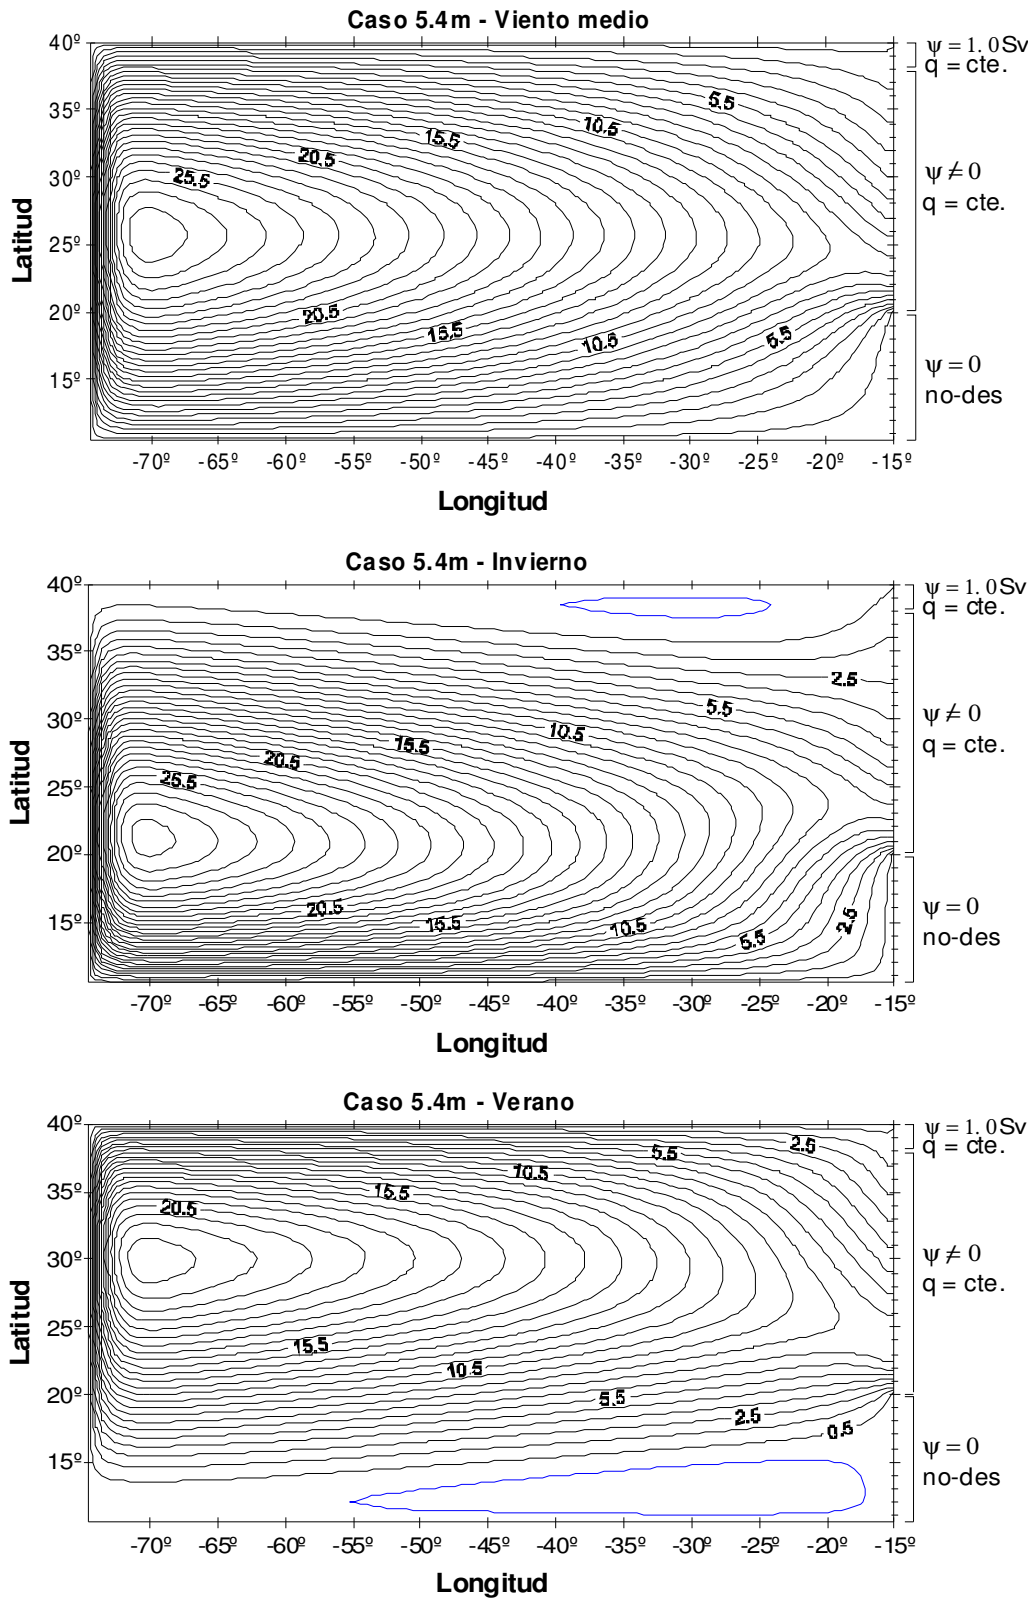 Caso 5.4m - Viento medio
40º
35º
30º
25º
20º
15º
Latitud
5.5
10.5
15.5
20.5
25.5
20.5
15.5
10.5
5.5
ψ = 1.0Sv
q = cte.
ψ ≠ 0
q = cte.
ψ = 0
no-des
-70º -65º -60º -55º -50º -45º -40º -35º -30º -25º -20º -15º
Longitud
Caso 5.4m - Invierno
40º
35º
30º
25º
20º
15º
Latitud
2.5
5.5
10.5
15.5
20.5
25.5
20.5
15.5
10.5
5.5
2.5
ψ = 1.0Sv
q = cte.
ψ ≠ 0
q = cte.
ψ = 0
no-des
-70º -65º -60º -55º -50º -45º -40º -35º -30º -25º -20º -15º
Longitud
Caso 5.4m - Verano
40º
35º
30º
25º
20º
15º
Latitud
2.5
5.5
10.5
15.5
20.5
15.5
10.5
5.5
2.5
0.5
ψ = 1.0Sv
q = cte.
ψ ≠ 0
q = cte.
ψ = 0
no-des
-70º -65º -60º -55º -50º -45º -40º -35º -30º -25º -20º -15º
Longitud